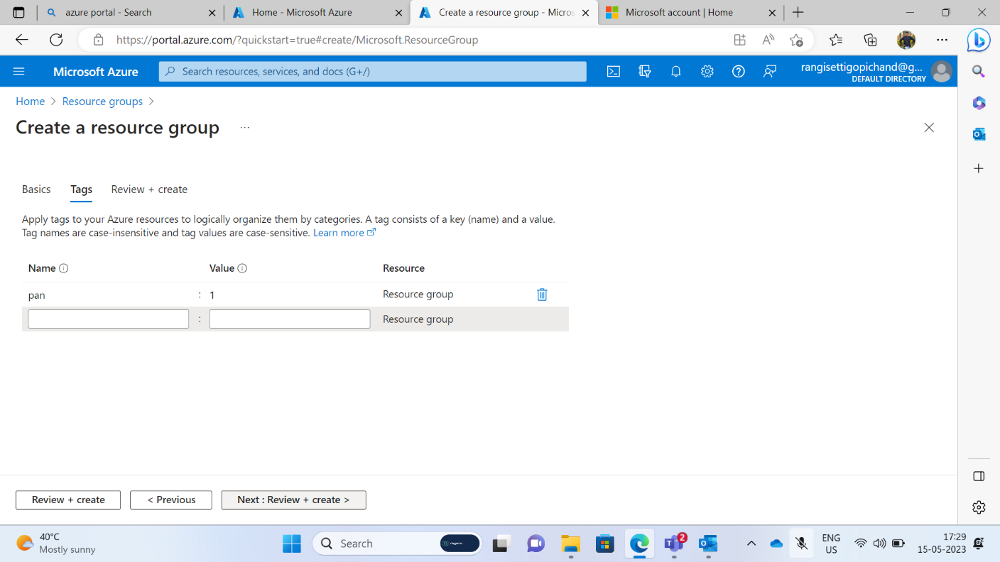 azure portal - Search
Home - Microsoft Azure
Create a resource group - Micros
Microsoft account | Home
https://portal.azure.com/?quickstart=true#create/Microsoft.ResourceGroup
Microsoft Azure
Search resources, services, and docs (G+/)
rangisettigopichand@g...
DEFAULT DIRECTORY
Home > Resource groups >
Create a resource group ...
Basics Tags Review + create
Apply tags to your Azure resources to logically organize them by categories. A tag consists of a key (name) and a value.
Tag names are case-insensitive and tag values are case-sensitive. Learn more
Name Value Resource
pan : 1 Resource group
: Resource group
Review + create < Previous Next : Review + create >
40°C
Mostly sunny
Search
2
ENG
US
17:29
15-05-2023